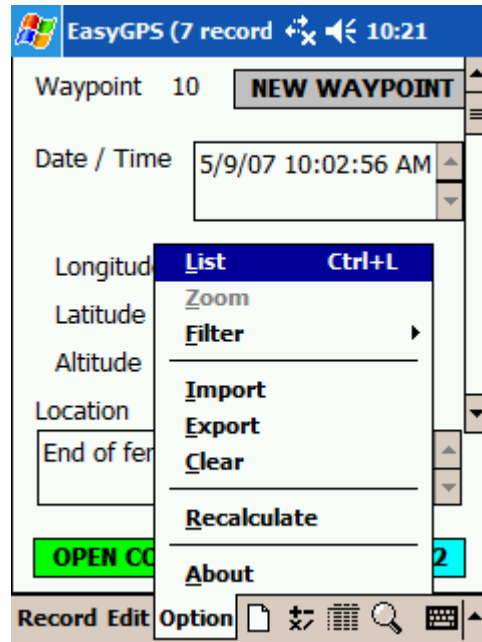 EasyGPS (7 record 10:21
Waypoint 10 NEW WAYPOINT
Date / Time 5/9/07 10:02:56 AM
Longitud
Latitude
Altitude
Location
End of fer
OPEN CO 2
List Ctrl+L
Zoom
Filter
Import
Export
Clear
Recalculate
About
Record Edit Option